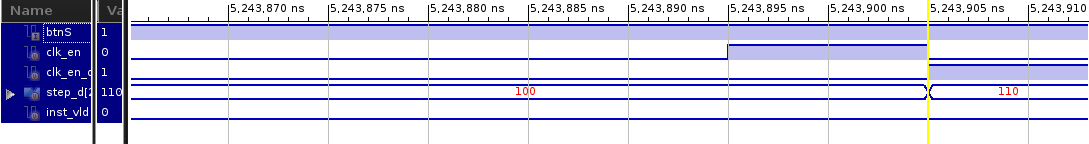 Name Va 5,243,870 ns 5,243,875 ns 5,243,880 ns 5,243,885 ns 5,243,890 ns 5,243,895 ns 5,243,900 ns 5,243,905 ns 5,243,910
btnS 1
clk_en 0
clk_en_d 1
step_d[2 110 100 110
inst_vld 0